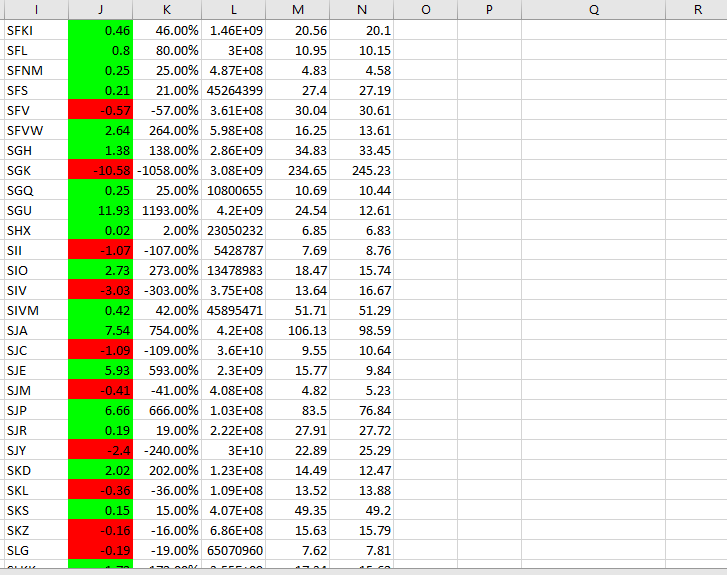 I J K L M N O P Q R
SFKI 0.46 46.00% 1.46E+09 20.56 20.1
SFL 0.8 80.00% 3E+08 10.95 10.15
SFNM 0.25 25.00% 4.87E+08 4.83 4.58
SFS 0.21 21.00% 45264399 27.4 27.19
SFV -0.57 -57.00% 3.61E+08 30.04 30.61
SFVW 2.64 264.00% 5.98E+08 16.25 13.61
SGH 1.38 138.00% 2.86E+09 34.83 33.45
SGK -10.58 -1058.00% 3.08E+09 234.65 245.23
SGQ 0.25 25.00% 10800655 10.69 10.44
SGU 11.93 1193.00% 4.2E+09 24.54 12.61
SHX 0.02 2.00% 23050232 6.85 6.83
SII -1.07 -107.00% 5428787 7.69 8.76
SIO 2.73 273.00% 13478983 18.47 15.74
SIV -3.03 -303.00% 3.75E+08 13.64 16.67
SIVM 0.42 42.00% 45895471 51.71 51.29
SJA 7.54 754.00% 4.2E+08 106.13 98.59
SJC -1.09 -109.00% 3.6E+10 9.55 10.64
SJE 5.93 593.00% 2.3E+09 15.77 9.84
SJM -0.41 -41.00% 4.08E+08 4.82 5.23
SJP 6.66 666.00% 1.03E+08 83.5 76.84
SJR 0.19 19.00% 2.22E+08 27.91 27.72
SJY -2.4 -240.00% 3E+10 22.89 25.29
SKD 2.02 202.00% 1.23E+08 14.49 12.47
SKL -0.36 -36.00% 1.09E+08 13.52 13.88
SKS 0.15 15.00% 4.07E+08 49.35 49.2
SKZ -0.16 -16.00% 6.86E+08 15.63 15.79
SLG -0.19 -19.00% 65070960 7.62 7.81